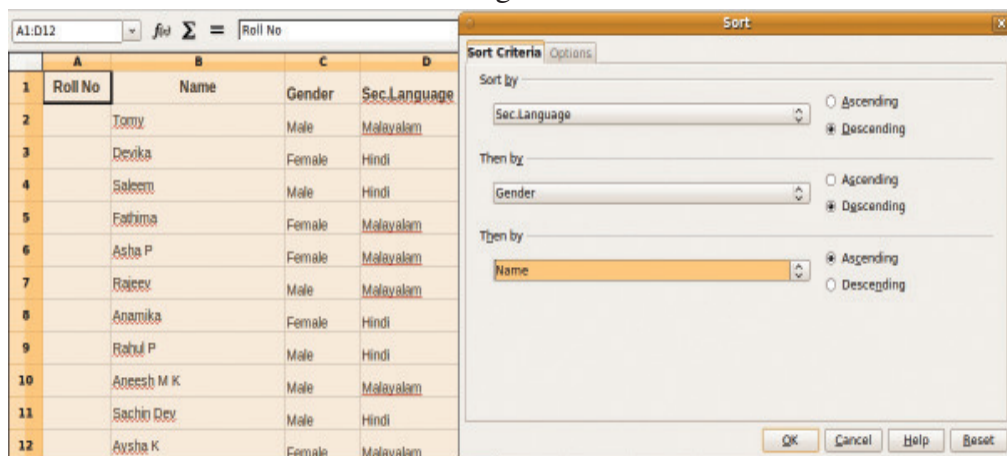 A1:D12 f(x) Σ = Roll No
A B C D
1 Roll No Name Gender Sec.Language
2 Tomy Male Malayalam
3 Devika Female Hindi
4 Saleem Male Hindi
5 Fathima Female Malayalam
6 Asha P Female Malayalam
7 Rajeev Male Malayalam
8 Anamika Female Hindi
9 Rahul P Male Hindi
10 Aneesh M K Male Malayalam
11 Sachin Dev Male Hindi
12 Aysha K Female Malayalam
Sort
Sort Criteria Options
Sort by
Sec.Language
Ascending
Descending
Then by
Gender
Ascending
Descending
Then by
Name
Ascending
Descending
OK Cancel Help Reset